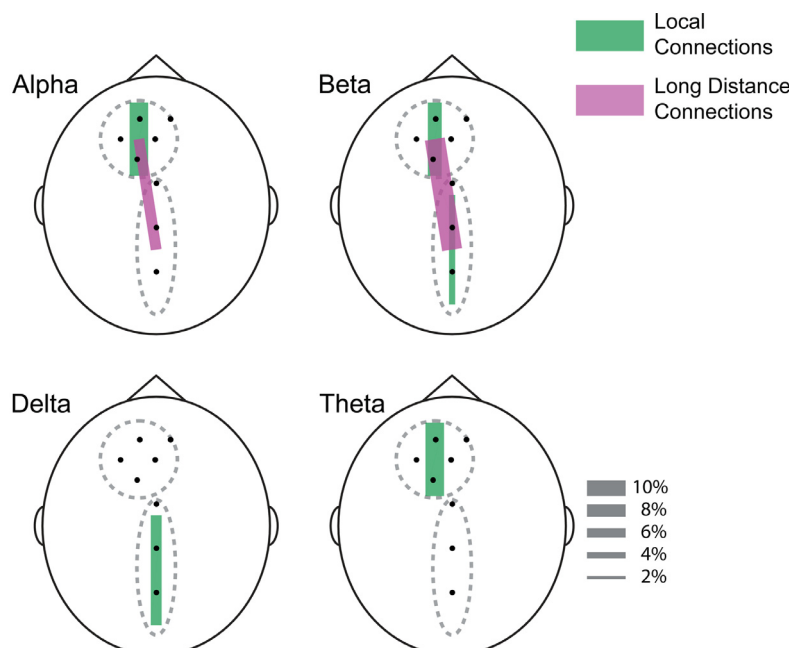 Local
Connections
Long Distance
Connections
Alpha
Beta
Delta
Theta
10%
8%
6%
4%
2%